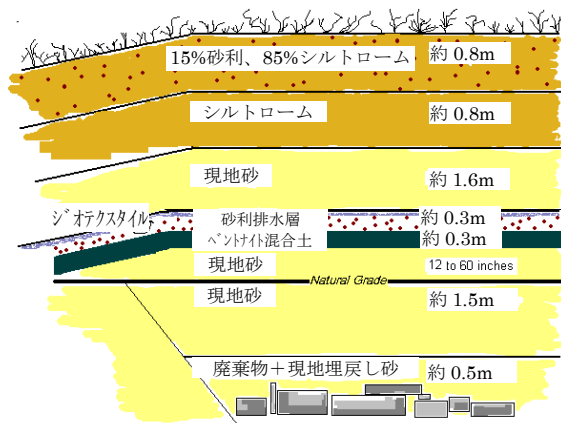 15%砂利、85%シルトローム 約 0.8m
シルトローム 約 0.8m
現地砂 約 1.6m
ジオテクスタイル
砂利排水層 約 0.3m
ベントナイト混合土 約 0.3m
現地砂 12 to 60 inches
Natural Grade
現地砂 約 1.5m
廃棄物＋現地埋戻し砂 約 0.5m